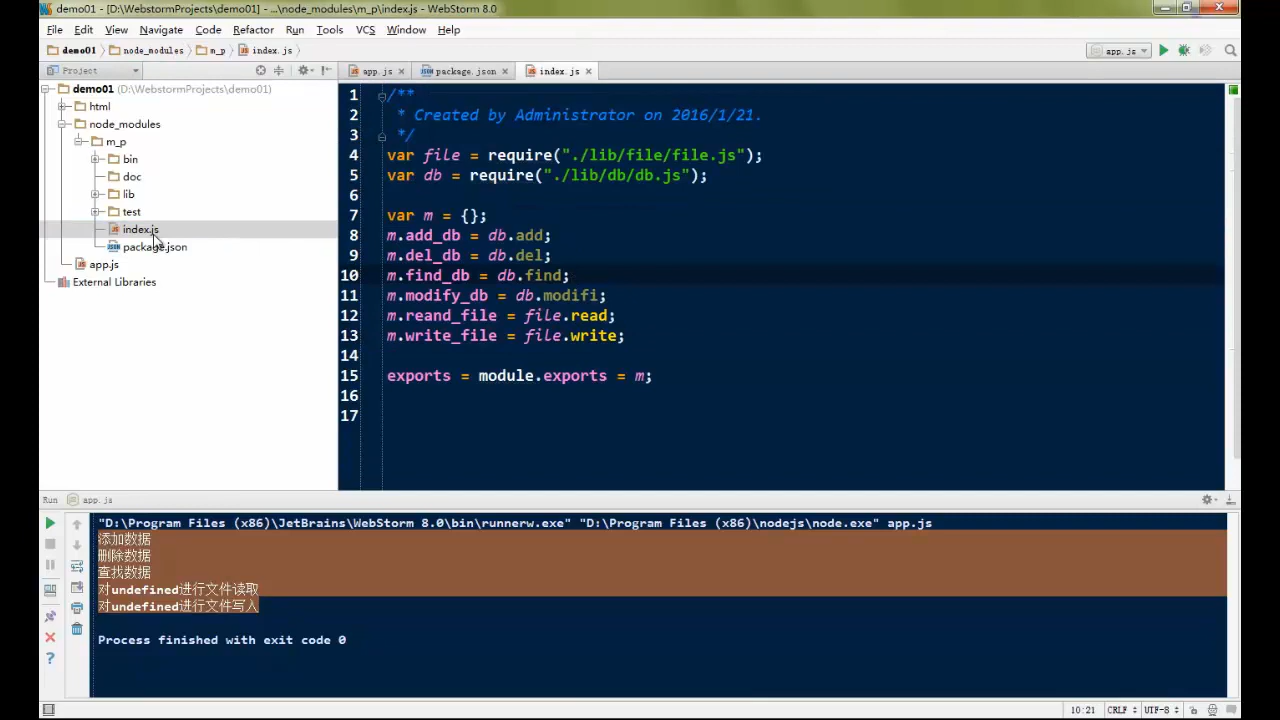 demo01 - [D:\WebstormProjects\demo01] - ...\node_modules\m_p\index.js - WebStorm 8.0
File Edit View Navigate Code Refactor Run Tools VCS Window Help
demo01 node_modules m_p index.js app.js
Project
app.js package.json index.js
demo01 (D:\WebstormProjects\demo01)
html
node_modules
m_p
bin
doc
lib
test
index.js
package.json
app.js
External Libraries
1 /**
2 * Created by Administrator on 2016/1/21.
3 */
4 var file = require("./lib/file/file.js");
5 var db = require("./lib/db/db.js");
6
7 var m = {};
8 m.add_db = db.add;
9 m.del_db = db.del;
10 m.find_db = db.find;
11 m.modify_db = db.modifi;
12 m.reand_file = file.read;
13 m.write_file = file.write;
14
15 exports = module.exports = m;
16
17
Run app.js
"D:\Program Files (x86)\JetBrains\WebStorm 8.0\bin\runnerw.exe" "D:\Program Files (x86)\nodejs\node.exe" app.js
添加数据
删除数据
查找数据
对undefined进行文件读取
对undefined进行文件写入
Process finished with exit code 0
10:21 CRLF UTF-8